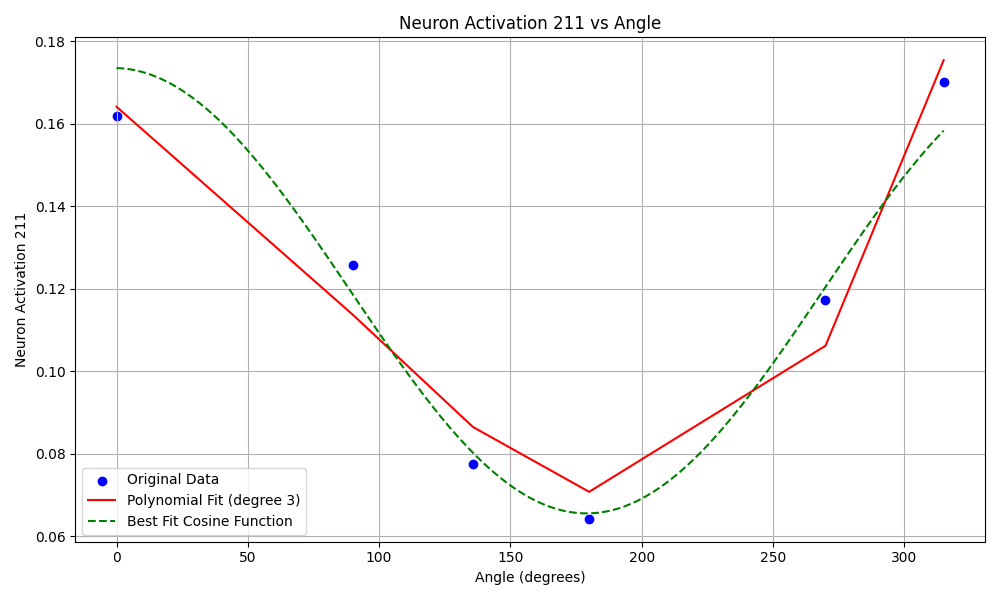 Neuron Activation 211 vs Angle
Neuron Activation 211
0.18
0.16
0.14
0.12
0.10
0.08
0.06
Original Data
Polynomial Fit (degree 3)
Best Fit Cosine Function
0 50 100 150 200 250 300
Angle (degrees)